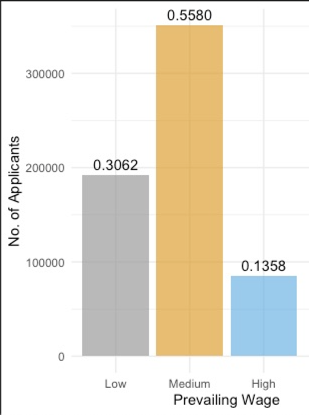 0.5580
300000
No. of Applicants
200000
0.3062
100000
0.1358
0
Low Medium High
Prevailing Wage